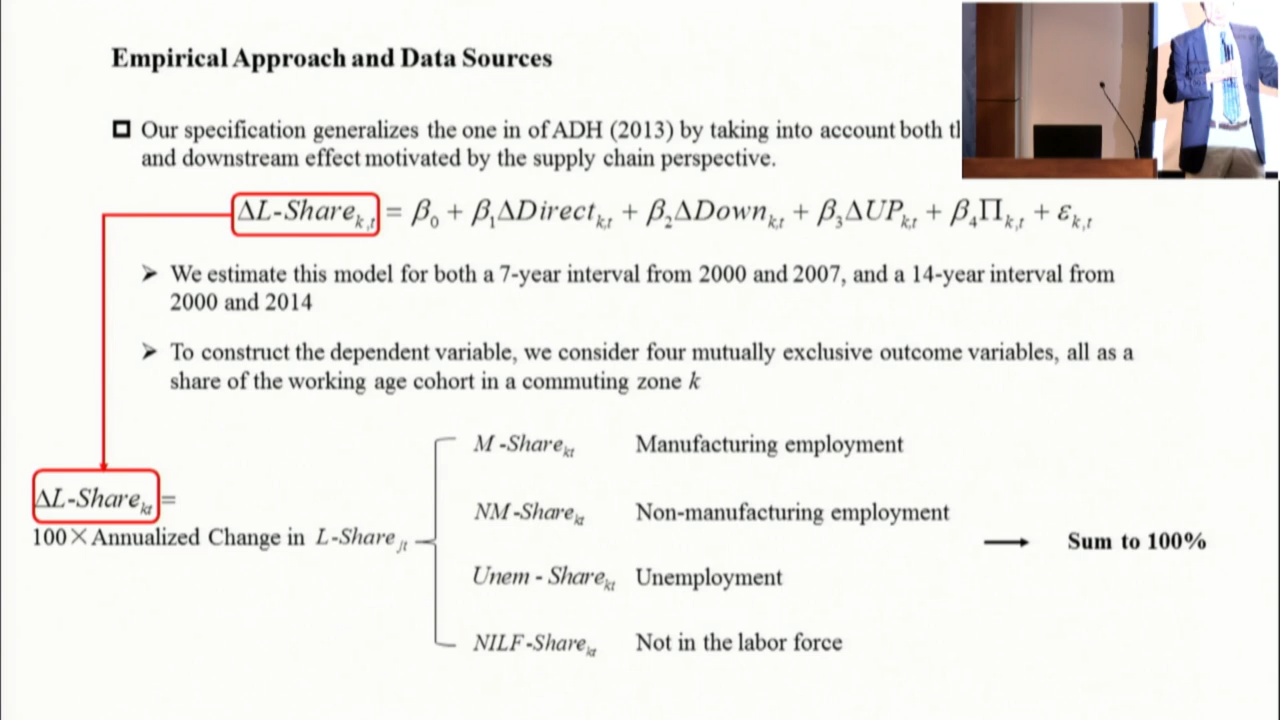 Empirical Approach and Data Sources
Our specification generalizes the one in of ADH (2013) by taking into account both
and downstream effect motivated by the supply chain perspective.
ΔL-Share_{k,t} = β_0 + β_1ΔDirect_{k,t} + β_2ΔDown_{k,t} + β_3ΔUP_{k,t} + β_4Π_{k,t} + ε_{k,t}
➢ We estimate this model for both a 7-year interval from 2000 and 2007, and a 14-year interval from
2000 and 2014
➢ To construct the dependent variable, we consider four mutually exclusive outcome variables, all as a
share of the working age cohort in a commuting zone k
M-Share_{kt} Manufacturing employment
ΔL-Share_{kt} =
NM-Share_{kt} Non-manufacturing employment
100×Annualized Change in L-Share_{jt}
→ Sum to 100%
Unem - Share_{kt} Unemployment
NILF-Share_{kt} Not in the labor force